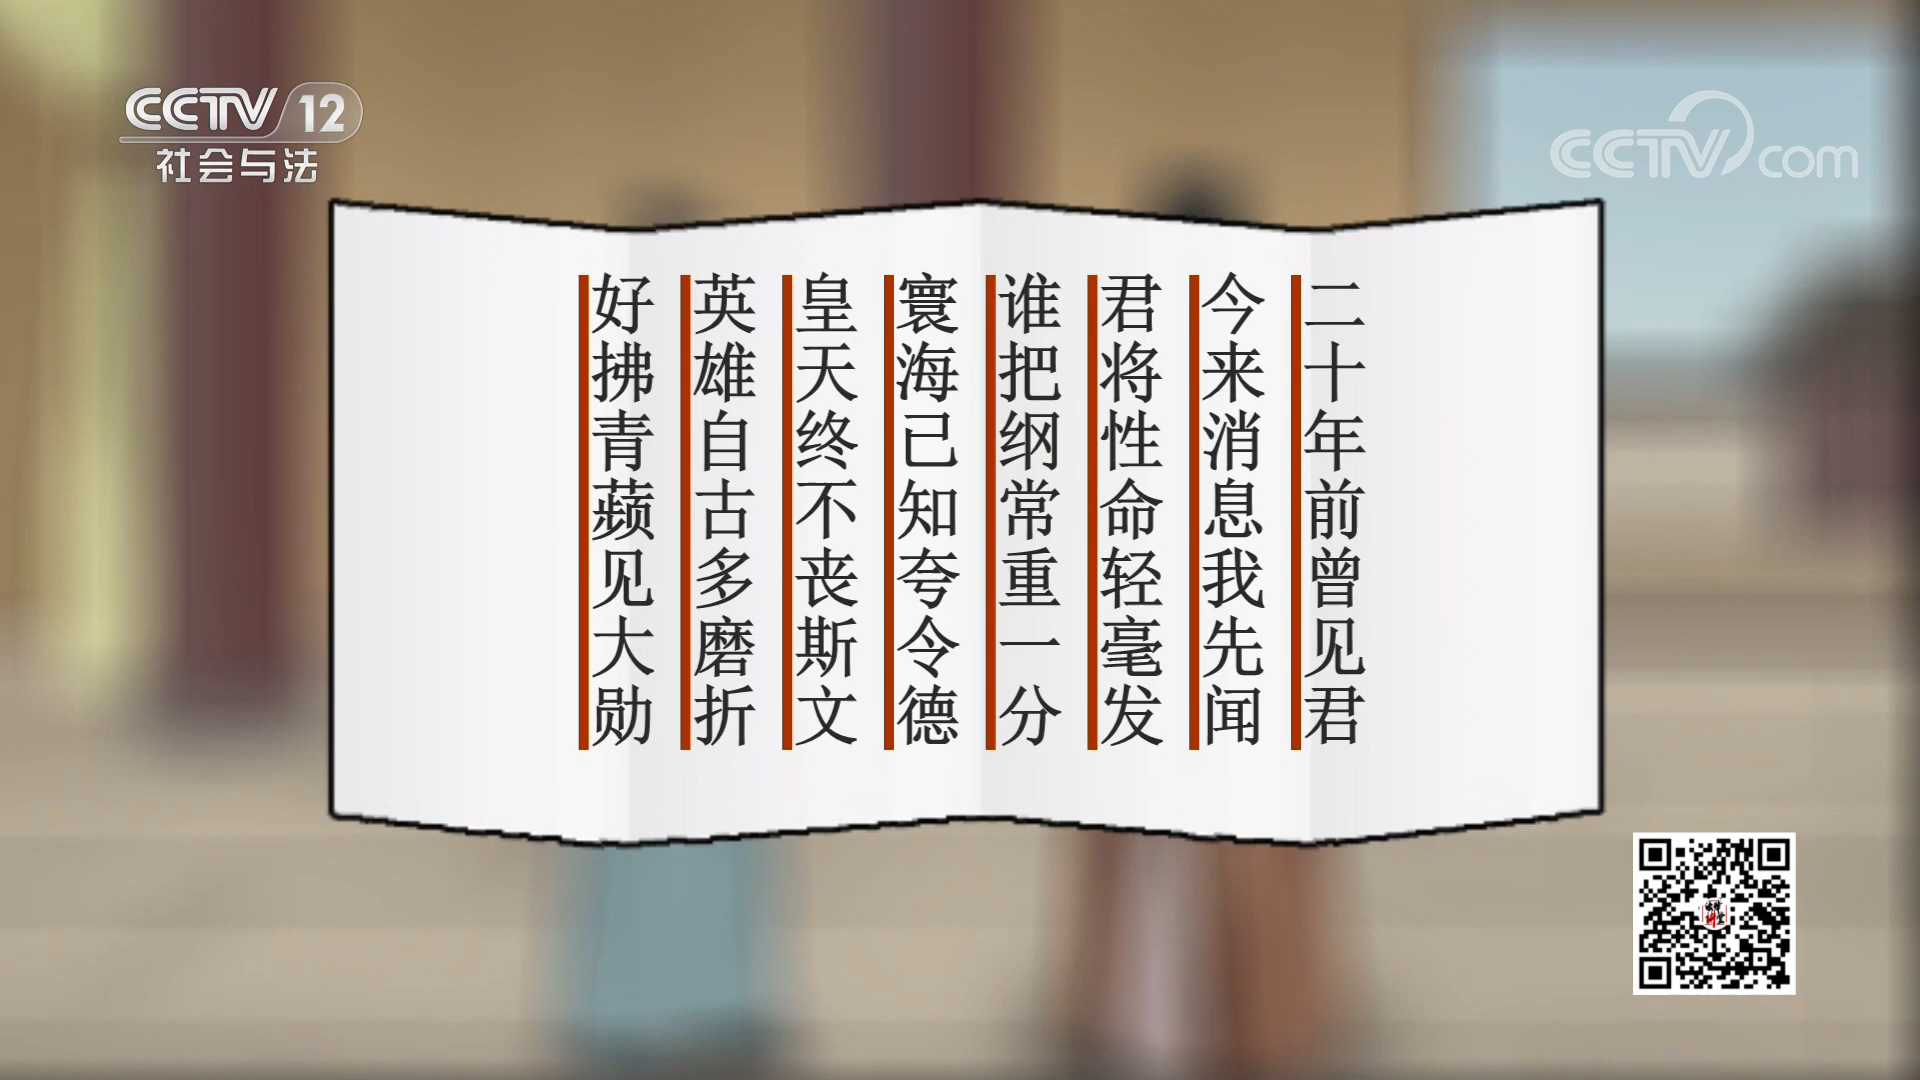 CCTV 12
社会与法
CCTV com
二十年前曾见君
今来消息我先闻
君将性命轻毫发
谁把纲常重一分
寰海已知夸令德
皇天终不丧斯文
英雄自古多磨折
好拂青蘋见大勋